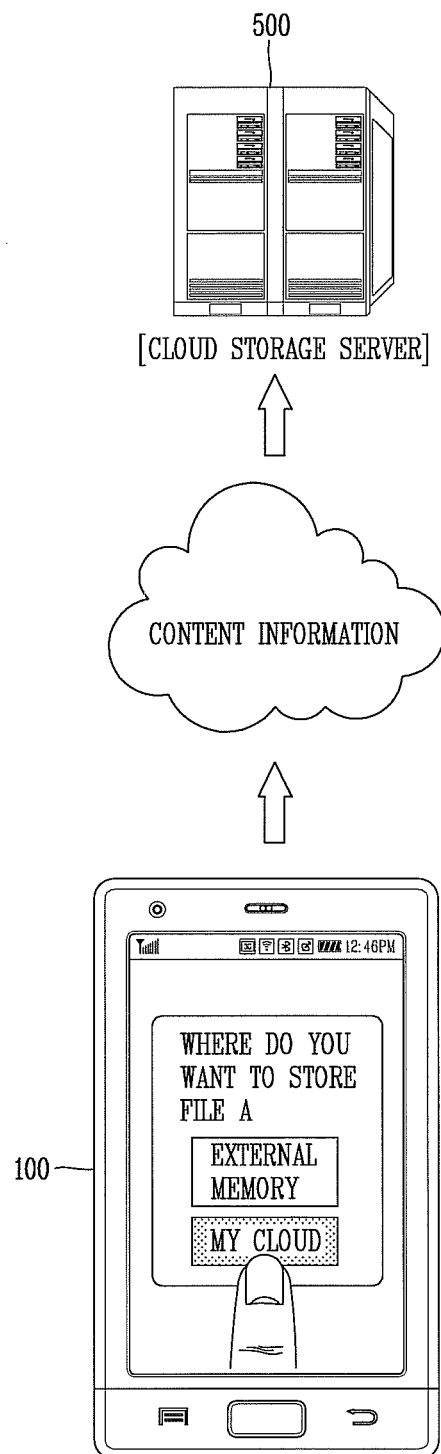 500
[CLOUD STORAGE SERVER]
CONTENT INFORMATION
12:46PM
WHERE DO YOU
WANT TO STORE
FILE A
100
EXTERNAL
MEMORY
MY CLOUD